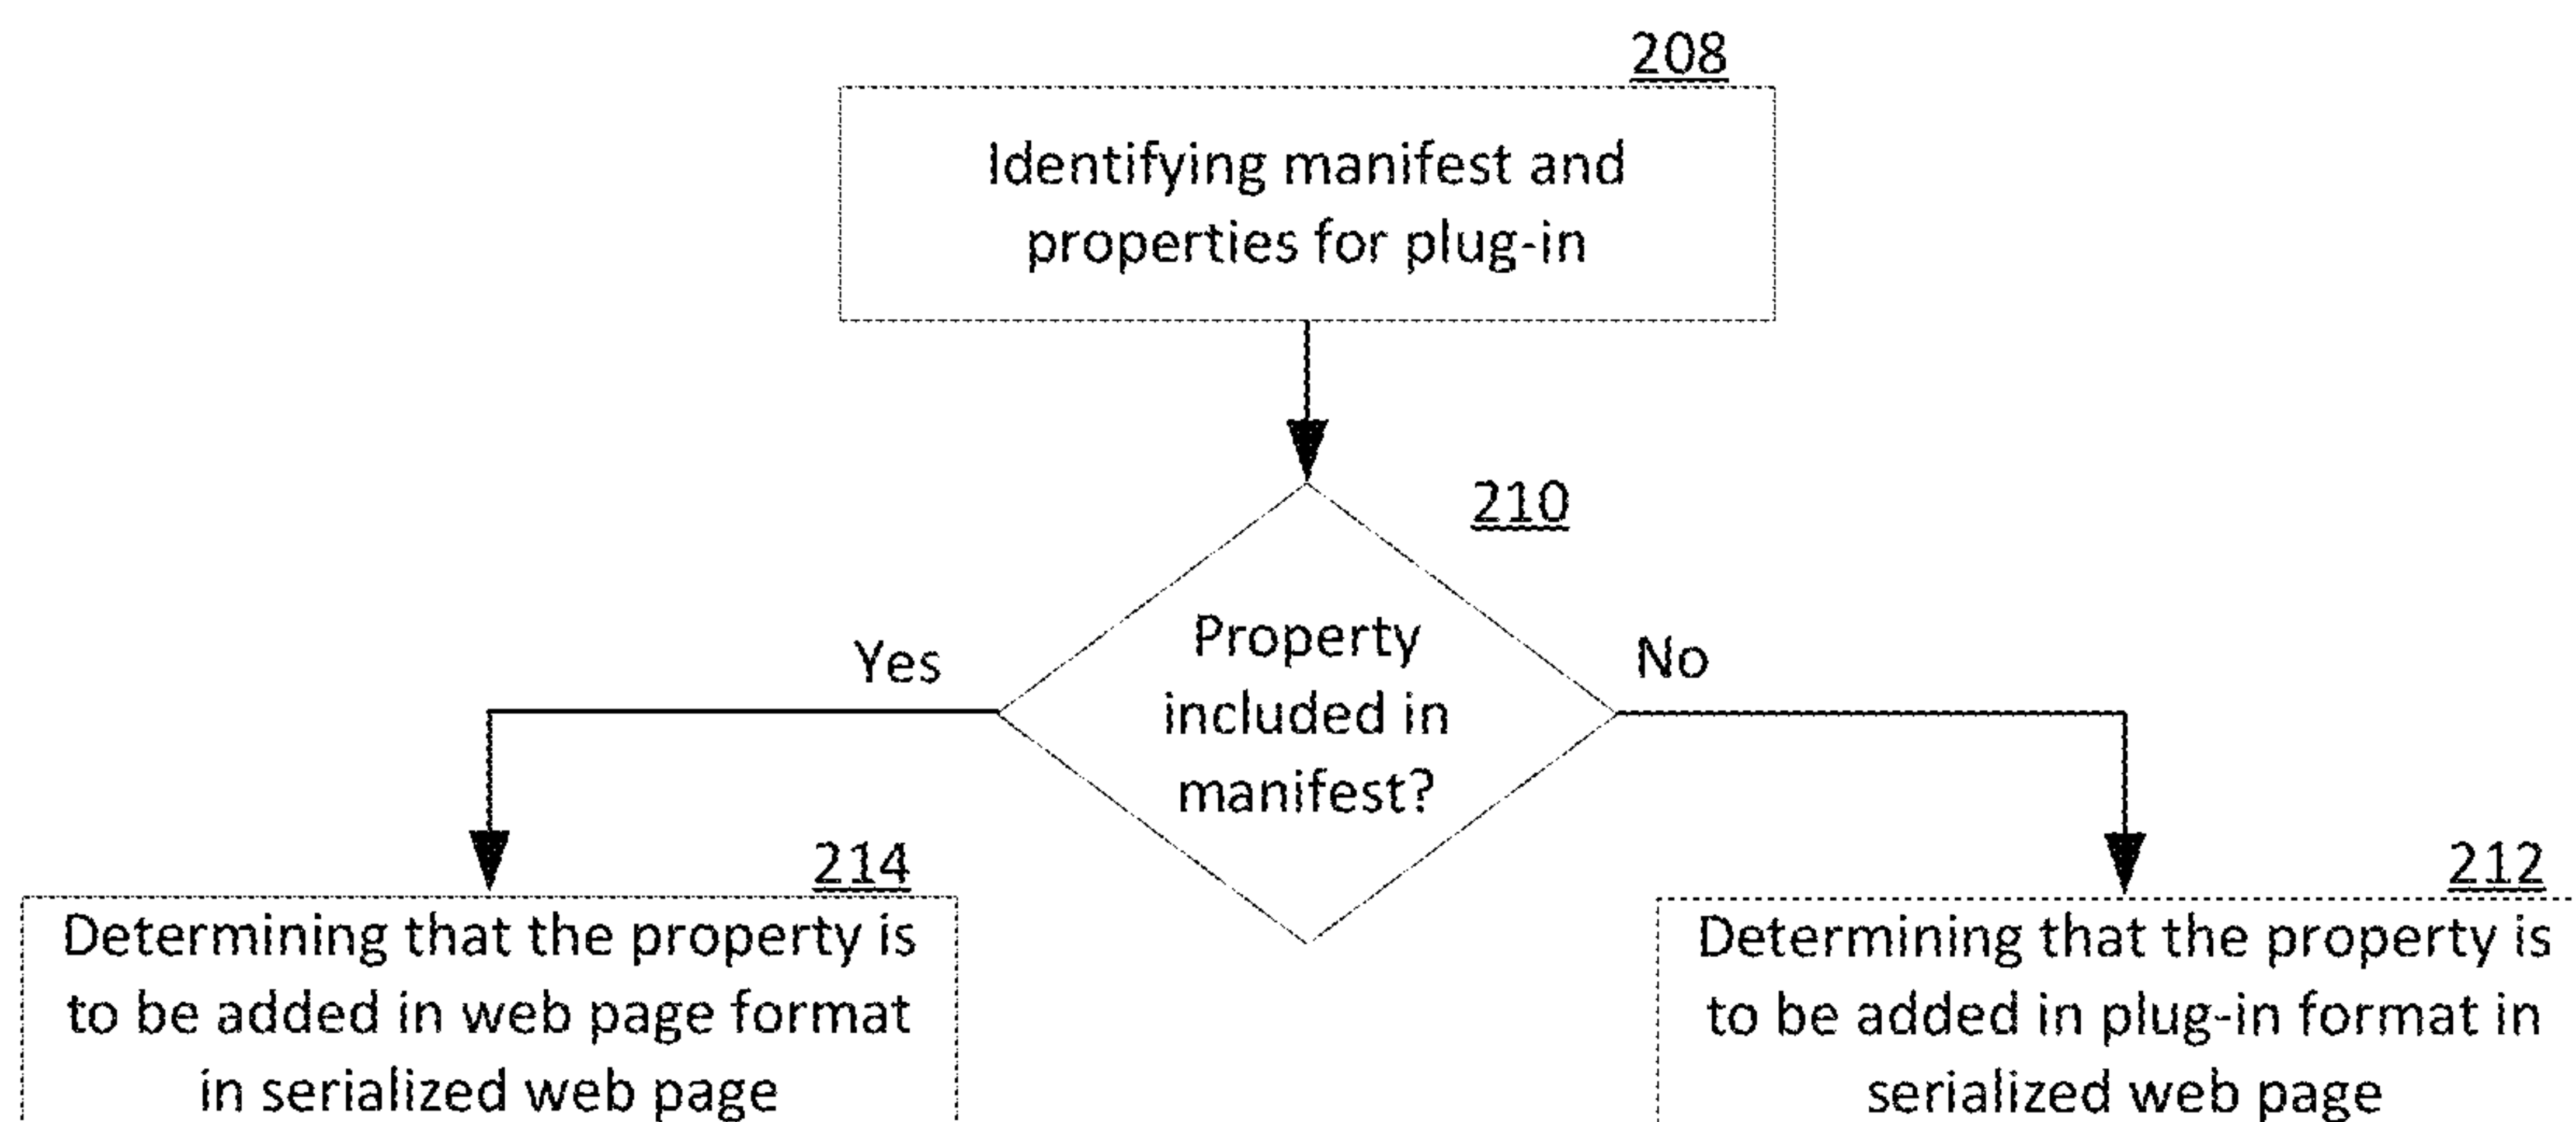 208
Identifying manifest and
properties for plug-in
210
Property
included in
manifest?
Yes
No
214
Determining that the property is
to be added in web page format
in serialized web page
212
Determining that the property is
to be added in plug-in format in
serialized web page